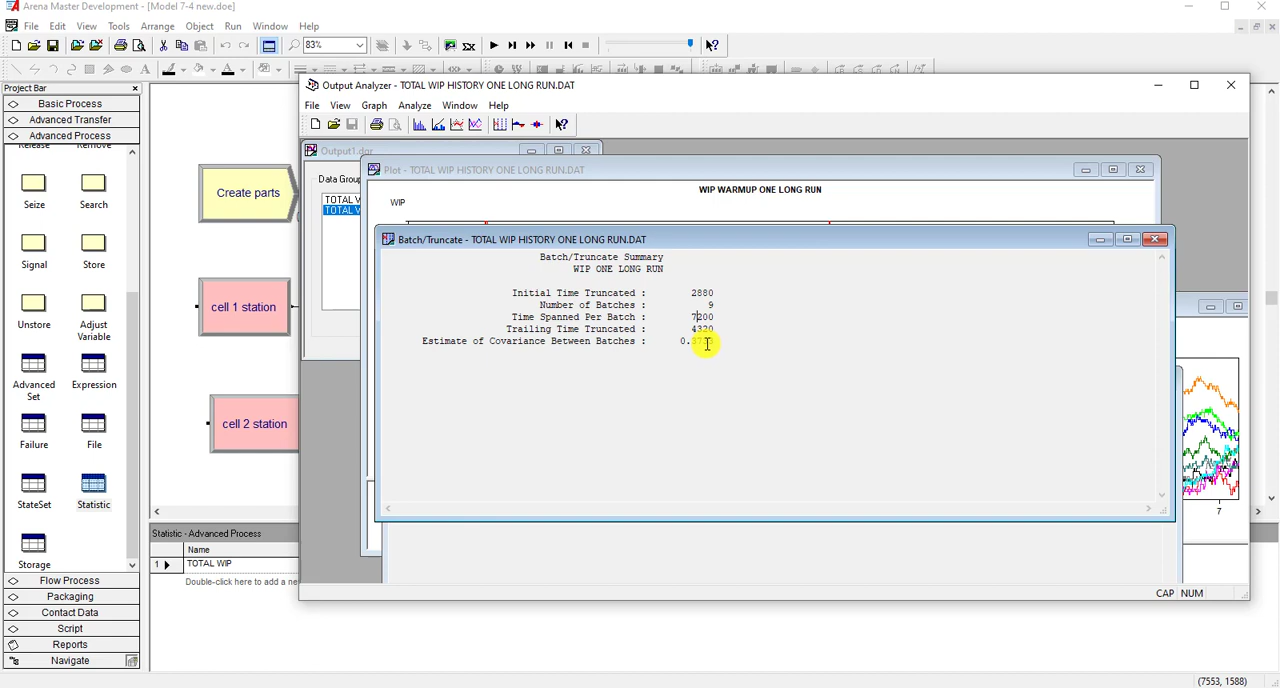 Arena Master Development - [Model 7-4 new.doe]
File Edit View Tools Arrange Object Run Window Help
83%
Project Bar
Basic Process
Advanced Transfer
Advanced Process
Release Remove
Seize Search
Signal Store
Unstore Adjust Variable
Advanced Set Expression
Failure File
StateSet Statistic
Storage
Flow Process
Packaging
Contact Data
Script
Reports
Navigate
Create parts
cell 1 station
cell 2 station
Statistic - Advanced Process
Name
1 TOTAL WIP
Double-click here to add a ne
Output Analyzer - TOTAL WIP HISTORY ONE LONG RUN.DAT
File View Graph Analyze Window Help
Output1.dgr
Data Group
TOTAL V
TOTAL V
Plot - TOTAL WIP HISTORY ONE LONG RUN.DAT
WIP WARMUP ONE LONG RUN
WIP
Batch/Truncate - TOTAL WIP HISTORY ONE LONG RUN.DAT
Batch/Truncate Summary
WIP ONE LONG RUN
Initial Time Truncated : 2880
Number of Batches : 9
Time Spanned Per Batch : 7200
Trailing Time Truncated : 4320
Estimate of Covariance Between Batches :
7
CAP NUM
(7553, 1588)